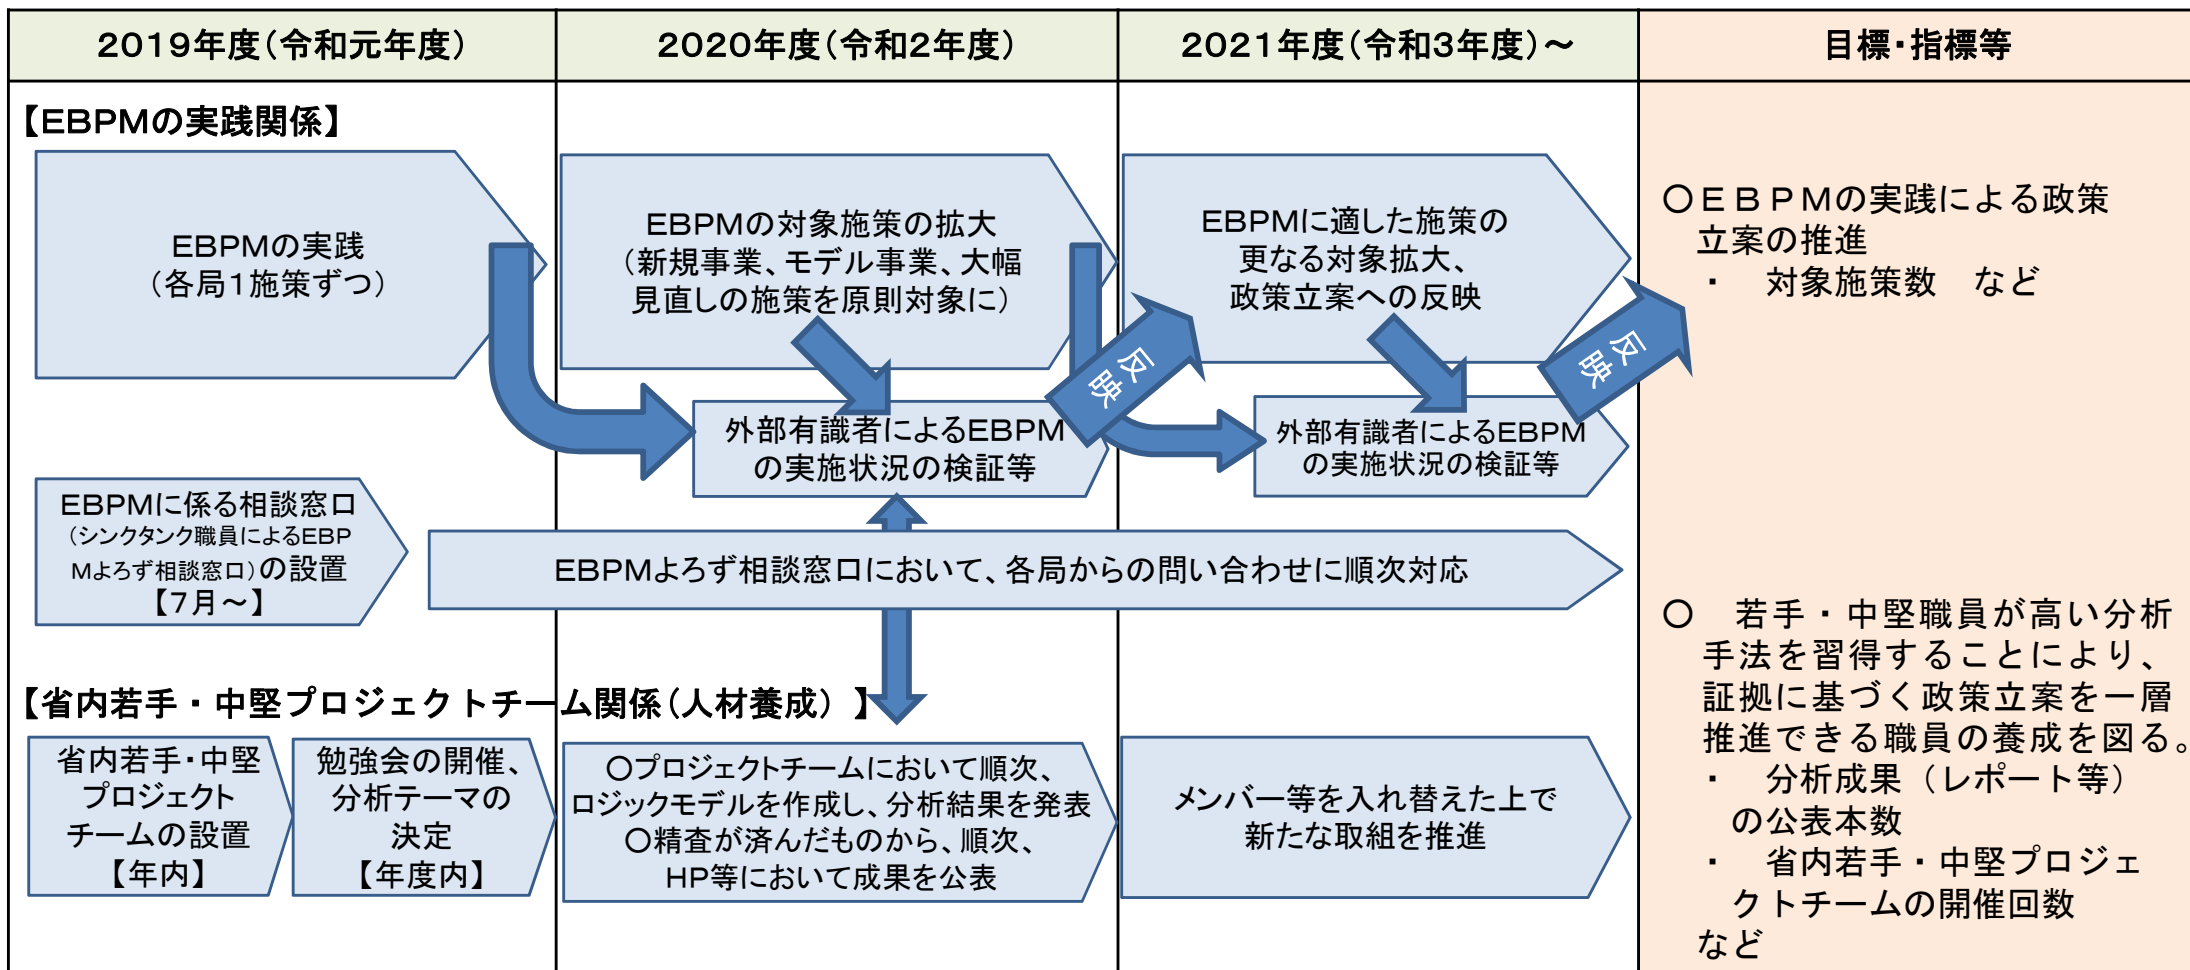 2019年度(令和元年度)
2020年度(令和2年度)
2021年度(令和3年度)～
目標・指標等
【EBPMの実践関係】
EBPMの実践
(各局1施策ずつ)
EBPMの対象施策の拡大
(新規事業、モデル事業、大幅
見直しの施策を原則対象に)
EBPMに適した施策の
更なる対象拡大、
政策立案への反映
反映
反映
外部有識者によるEBPM
の実施状況の検証等
外部有識者によるEBPM
の実施状況の検証等
EBPMに係る相談窓口
(シンクタンク職員によるEBP
Mよろず相談窓口)の設置
【7月～】
EBPMよろず相談窓口において、各局からの問い合わせに順次対応
【省内若手・中堅プロジェクトチーム関係(人材養成)】
省内若手・中堅
プロジェクト
チームの設置
【年内】
勉強会の開催、
分析テーマの
決定
【年度内】
○プロジェクトチームにおいて順次、
ロジックモデルを作成し、分析結果を発表
○精査が済んだものから、順次、
HP等において成果を公表
メンバー等を入れ替えた上で
新たな取組を推進
○EBPMの実践による政策
立案の推進
・　対象施策数　など
○　若手・中堅職員が高い分析
手法を習得することにより、
証拠に基づく政策立案を一層
推進できる職員の養成を図る。
・　分析成果（レポート等）
の公表本数
・　省内若手・中堅プロジェ
クトチームの開催回数
など